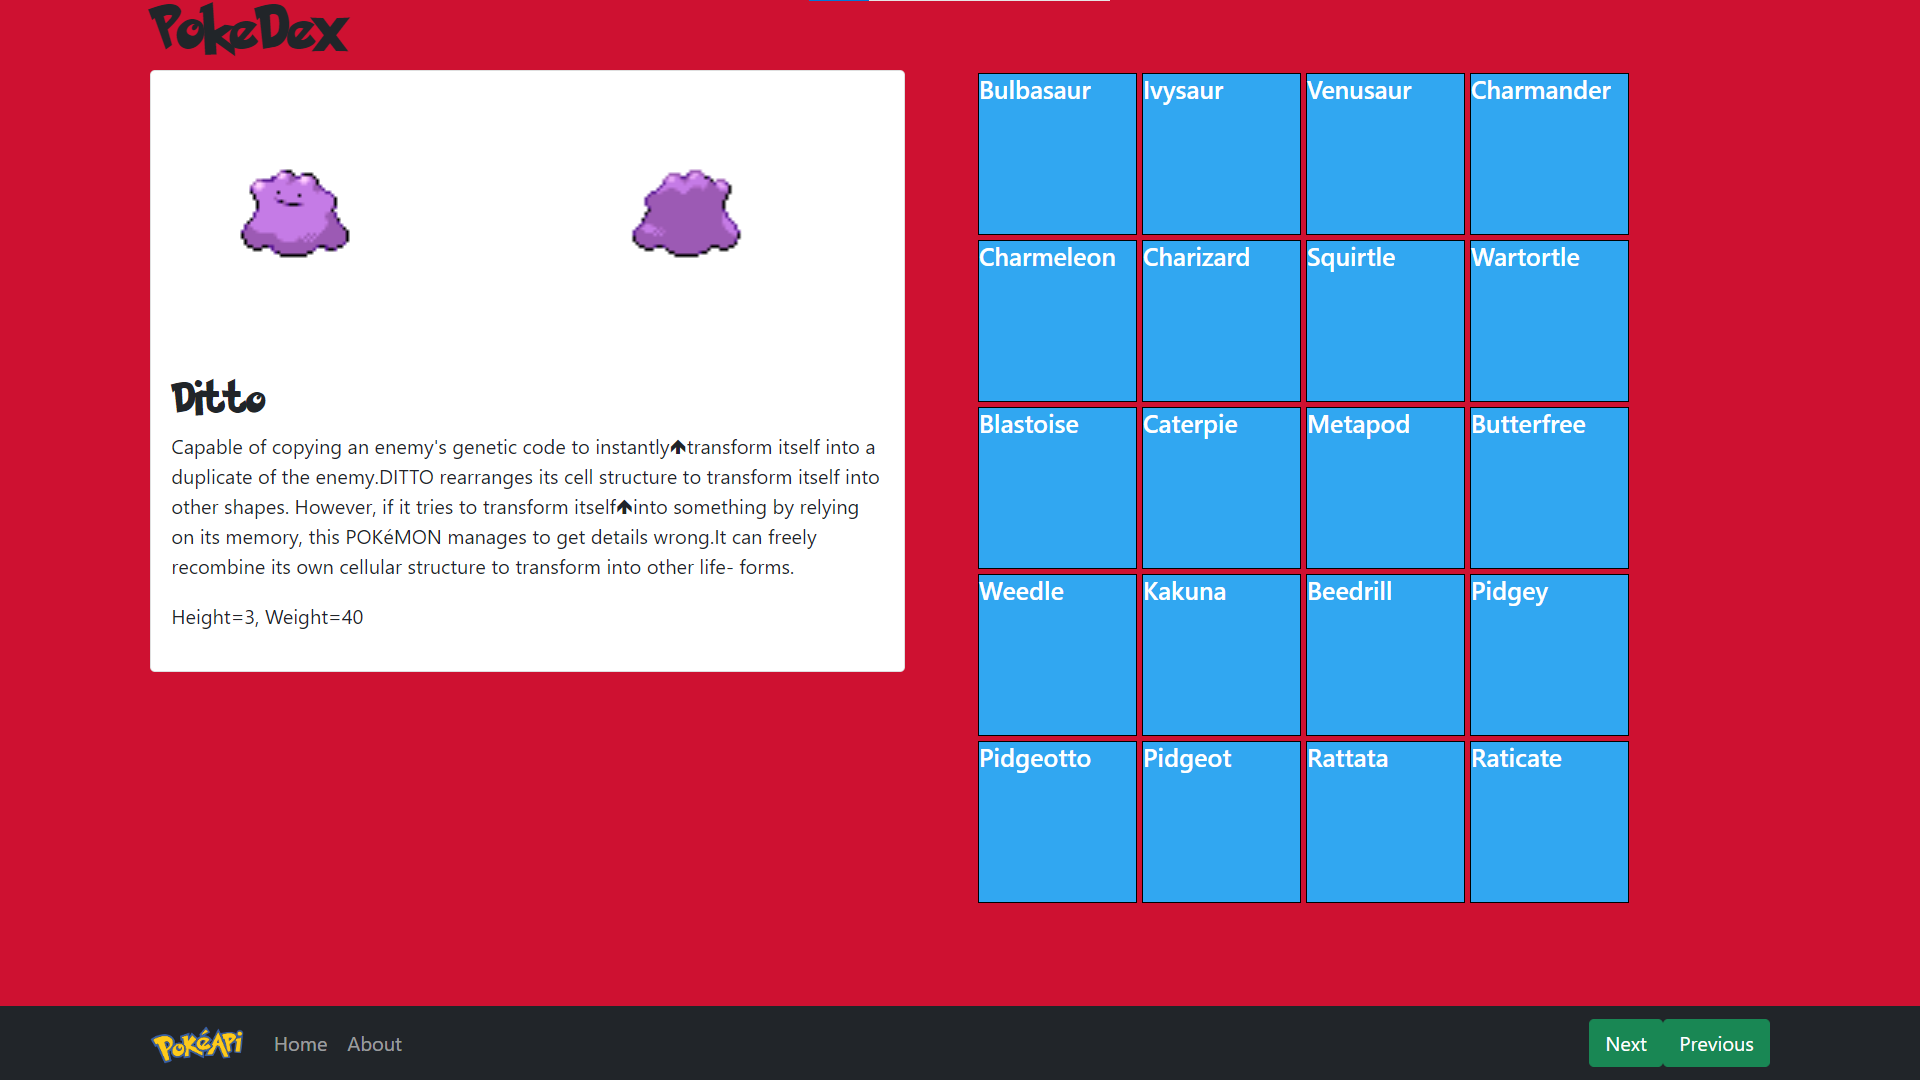 PokeDex
Ditto
Capable of copying an enemy's genetic code to instantly🡅transform itself into a
duplicate of the enemy.DITTO rearranges its cell structure to transform itself into
other shapes. However, if it tries to transform itself🡅into something by relying
on its memory, this POKéMON manages to get details wrong.It can freely
recombine its own cellular structure to transform into other life- forms.
Height=3, Weight=40
Bulbasaur Ivysaur Venusaur Charmander
Charmeleon Charizard Squirtle Wartortle
Blastoise Caterpie Metapod Butterfree
Weedle Kakuna Beedrill Pidgey
Pidgeotto Pidgeot Rattata Raticate
PokéAPi Home About Next Previous